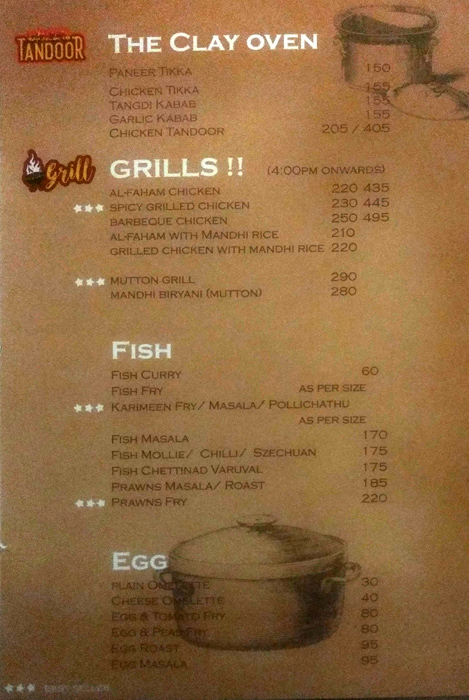 TANDOOR
THE CLAY OVEN
PANEER TIKKA 150
CHICKEN TIKKA 155
TANGDI KABAB 155
GARLIC KABAB 155
CHICKEN TANDOOR 205 / 405
Grill
GRILLS !! (4:00PM ONWARDS)
AL-FAHAM CHICKEN 220 435
★★★ SPICY GRILLED CHICKEN 230 445
BARBEQUE CHICKEN 250 495
AL-FAHAM WITH MANDHI RICE 210
GRILLED CHICKEN WITH MANDHI RICE 220
★★★ MUTTON GRILL 290
MANDHI BIRYANI (MUTTON) 280
FISH
FISH CURRY 60
FISH FRY AS PER SIZE
★★★ KARIMEEN FRY/ MASALA/ POLLICHATHU
AS PER SIZE
FISH MASALA 170
FISH MOLLIE/ CHILLI/ SZECHUAN 175
FISH CHETTINAD VARUVAL 175
PRAWNS MASALA/ ROAST 185
★★★ PRAWNS FRY 220
EGG
PLAIN OMELETTE 30
CHEESE OMELETTE 40
EGG & TOMATO FRY 80
EGG & PEAS FRY 80
EGG ROAST 95
EGG MASALA 95
★★★ BEST SELLER